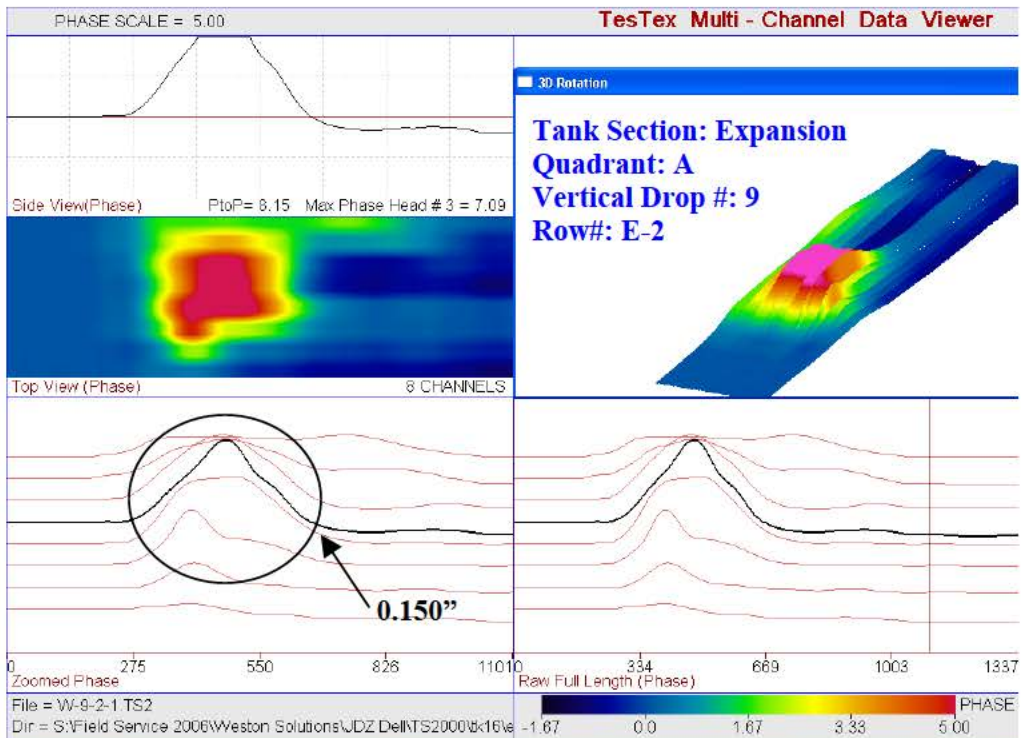 PHASE SCALE = 5.00
TesTex Multi - Channel Data Viewer
3D Rotation
Tank Section: Expansion
Quadrant: A
Vertical Drop #: 9
Row#: E-2
Side View(Phase) PtoP= 8.15 Max Phase Head # 3 = 7.09
Top View (Phase) 8 CHANNELS
0.150”
0 275 550 826 1101
Zoomed Phase
0 334 669 1003 1337
Raw Full Length (Phase)
File = W-9-2-1.TS2
Dir = S:\Field Service 2006\Weston Solutions\JDZ Dell\TS2000\tk16\e
PHASE
-1.67 0.0 1.67 3.33 5.00